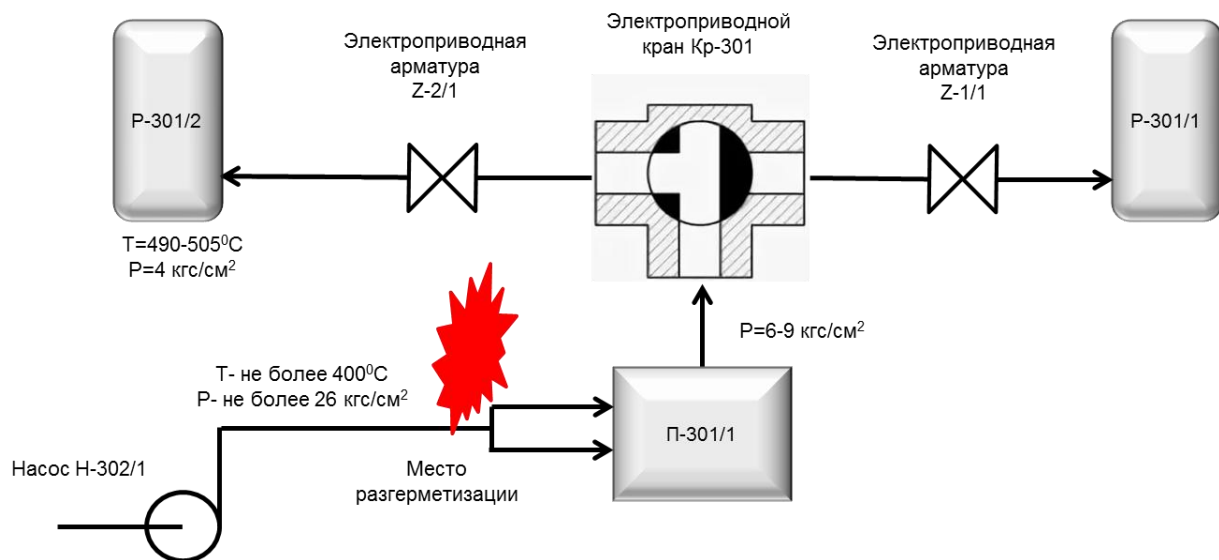 Электроприводной
кран Кр-301
Электроприводная
арматура
Z-2/1
Электроприводная
арматура
Z-1/1
Р-301/2
Р-301/1
T=490-505⁰C
P=4 кгс/см²
P=6-9 кгс/см²
Т- не более 400⁰С
Р- не более 26 кгс/см²
П-301/1
Насос Н-302/1
Место
разгерметизации